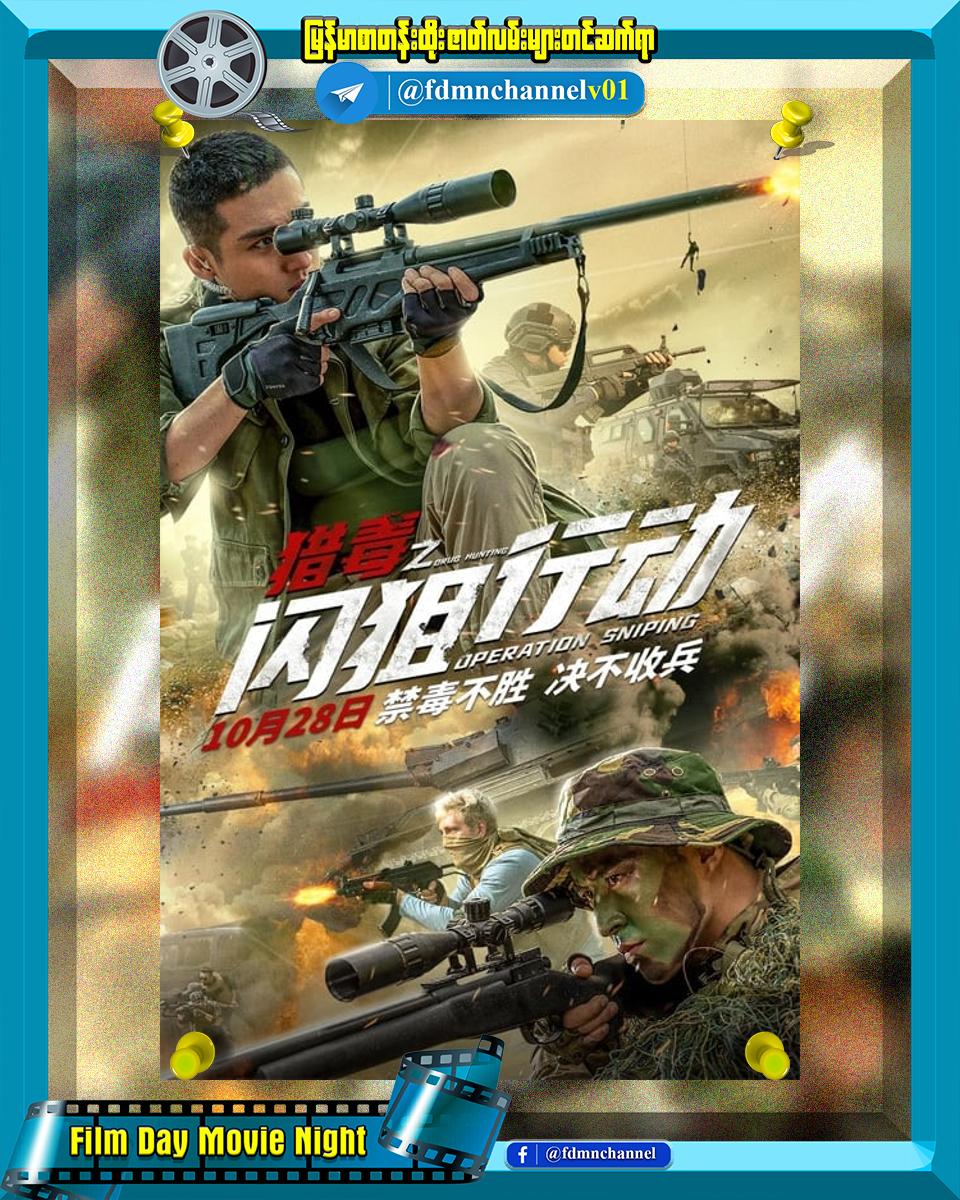 မြန်မာစာတန်းထိုးဇာတ်လမ်းများတင်ဆက်ရာ
@fdmnchannelv01
猎毒之 DRUG HUNTING
闪狙行动
OPERATION SNIPING
10月28日 禁毒不胜 决不收兵
Film Day Movie Night
f @fdmnchannel